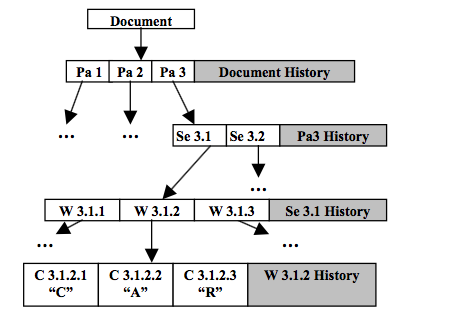 Document
Pa 1 Pa 2 Pa 3 Document History
... ...
Se 3.1 Se 3.2 Pa3 History
...
W 3.1.1 W 3.1.2 W 3.1.3 Se 3.1 History
... ...
C 3.1.2.1 C 3.1.2.2 C 3.1.2.3 W 3.1.2 History
“C” “A” “R”